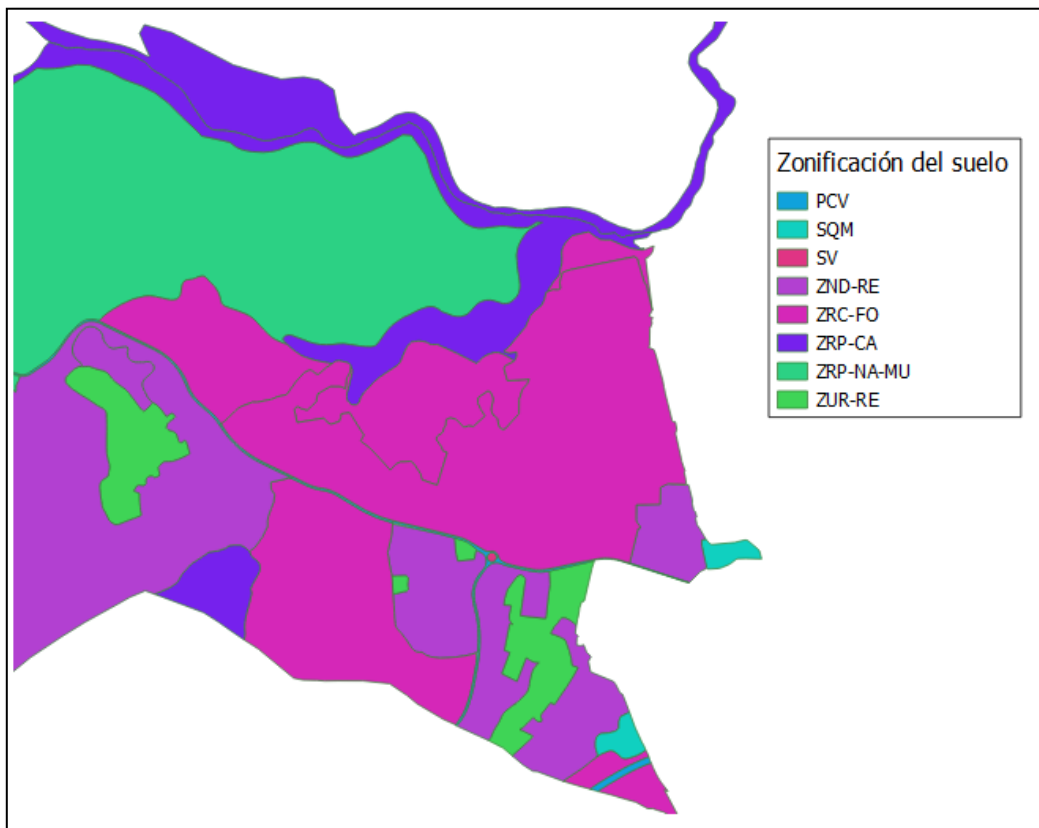 Zonificación del suelo
PCV
SQM
SV
ZND-RE
ZRC-FO
ZRP-CA
ZRP-NA-MU
ZUR-RE